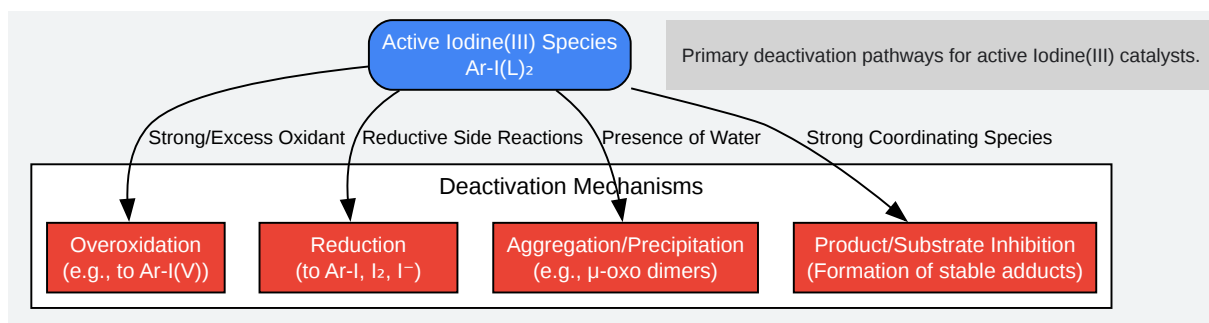 Active Iodine(III) Species
Ar-I(L)₂
Primary deactivation pathways for active Iodine(III) catalysts.
Strong/Excess Oxidant
Reductive Side Reactions
Presence of Water
Strong Coordinating Species
Deactivation Mechanisms
Overoxidation
(e.g., to Ar-I(V))
Reduction
(to Ar-I, I₂, I⁻)
Aggregation/Precipitation
(e.g., μ-oxo dimers)
Product/Substrate Inhibition
(Formation of stable adducts)